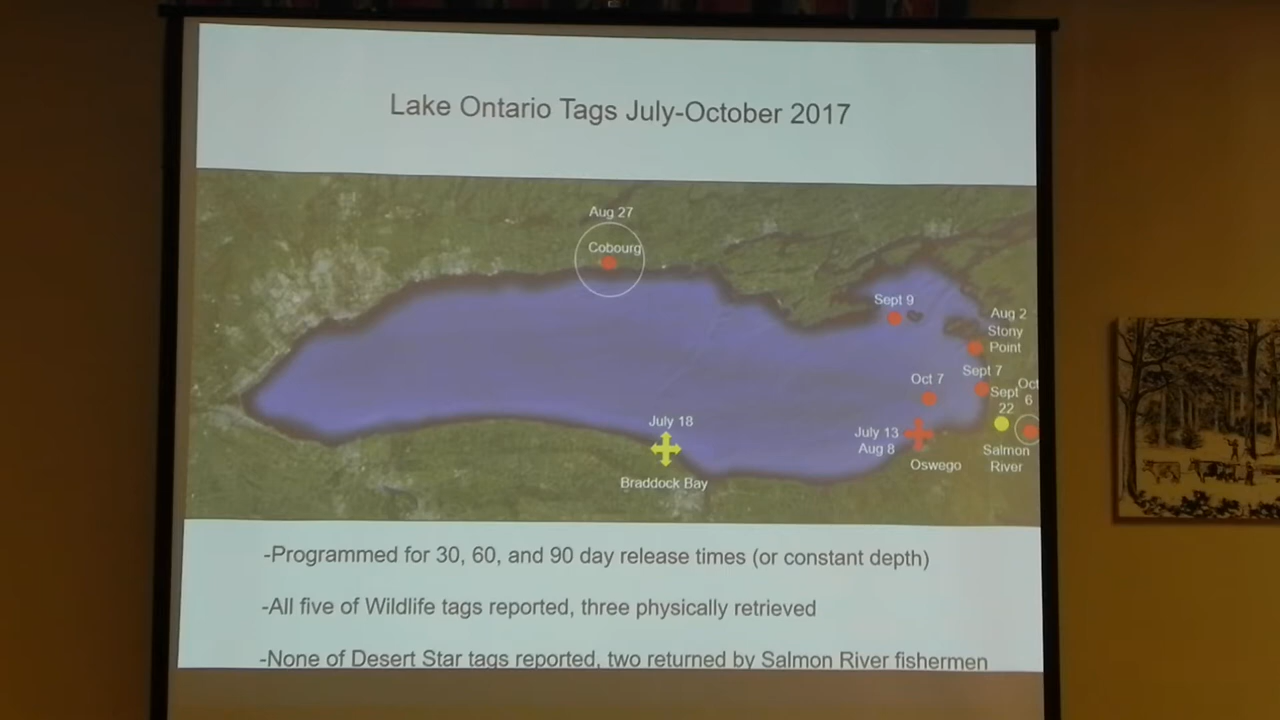 Lake Ontario Tags July-October 2017
Aug 27
Cobourg
Sept 9
Aug 2
Stony
Point
Sept 7
Oct 7
Sept
22
Oct
6
July 18
July 13
Aug 8
Oswego
Salmon
River
Braddock Bay
-Programmed for 30, 60, and 90 day release times (or constant depth)
-All five of Wildlife tags reported, three physically retrieved
-None of Desert Star tags reported, two returned by Salmon River fishermen